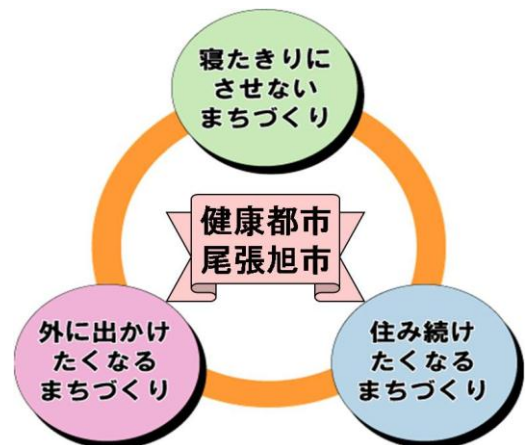 寝たきりに
させない
まちづくり
健康都市
尾張旭市
外に出かけ
たくなる
まちづくり
住み続け
たくなる
まちづくり